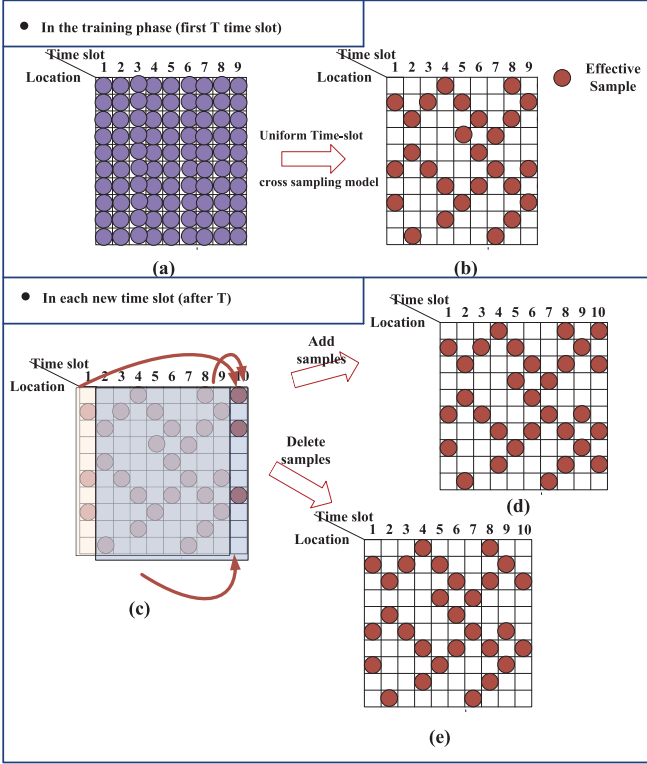 ● In the training phase (first T time slot)
Time slot
1 2 3 4 5 6 7 8 9
Location
(a)
Uniform Time-slot
cross sampling model
Time slot
1 2 3 4 5 6 7 8 9
Location
(b)
Effective
Sample
● In each new time slot (after T)
Time slot
1 2 3 4 5 6 7 8 9 10
Location
(c)
Add
samples
Delete
samples
Time slot
1 2 3 4 5 6 7 8 9 10
Location
(d)
Time slot
1 2 3 4 5 6 7 8 9 10
Location
(e)